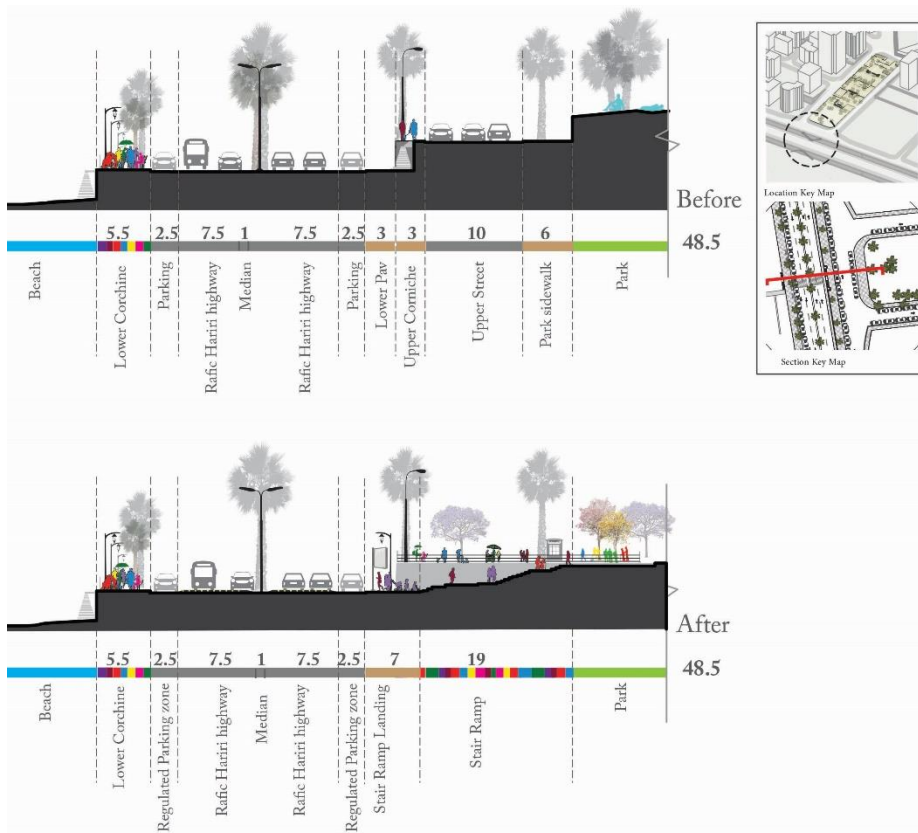 Before
5.5 2.5 7.5 1 7.5 2.5 3 3 10 6
48.5
Beach
Lower Corchine
Parking
Rafic Hariri highway
Median
Rafic Hariri highway
Parking
Lower Pav
Upper Corniche
Upper Street
Park sidewalk
Park
Location Key Map
Section Key Map
After
5.5 2.5 7.5 1 7.5 2.5 7 19
48.5
Beach
Lower Corchine
Regulated Parking zone
Rafic Hariri highway
Median
Rafic Hariri highway
Regulated Parking zone
Stair Ramp Landing
Stair Ramp
Park